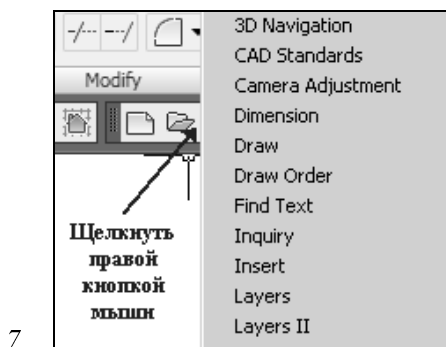 Modify
Щелкнуть
правой
кнопкой
мыши
3D Navigation
CAD Standards
Camera Adjustment
Dimension
Draw
Draw Order
Find Text
Inquiry
Insert
Layers
Layers II
7